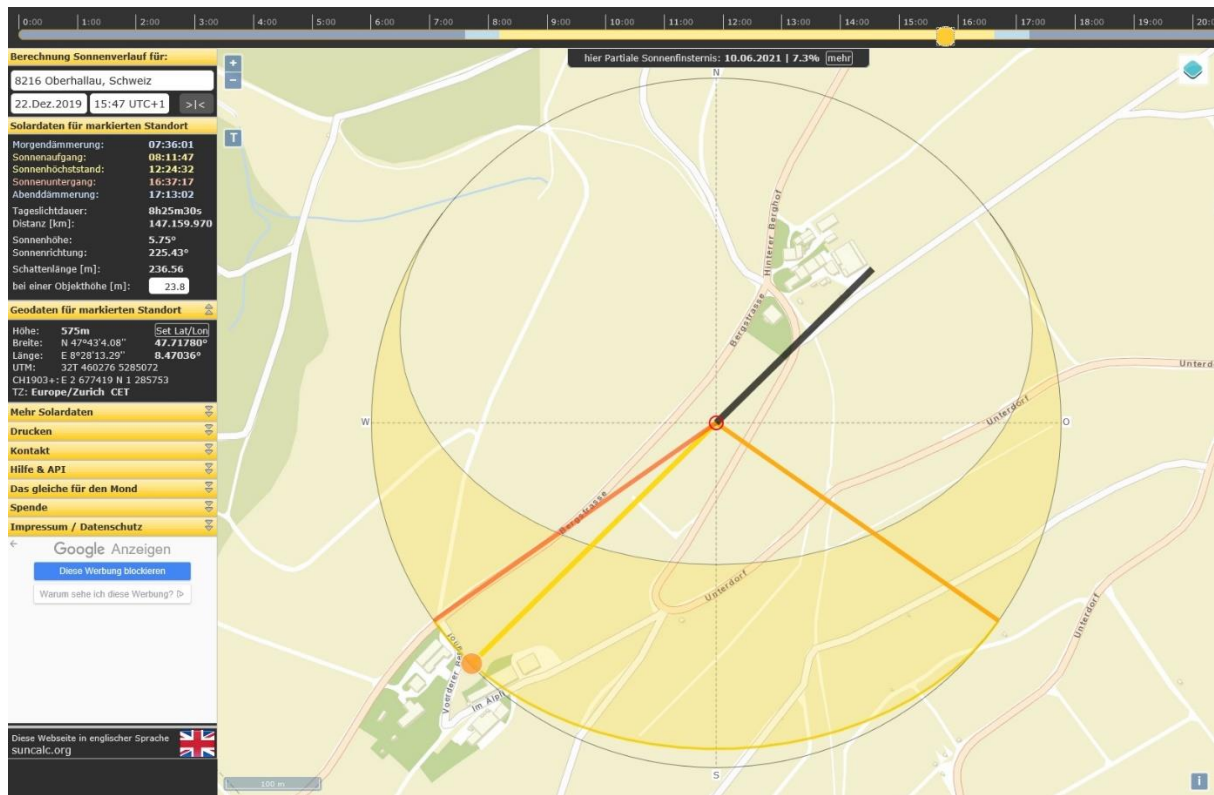 0:00 1:00 2:00 3:00 4:00 5:00 6:00 7:00 8:00 9:00 10:00 11:00 12:00 13:00 14:00 15:00 16:00 17:00 18:00 19:00 20:
Berechnung Sonnenverlauf für:
8216 Oberhallau, Schweiz
22.Dez.2019 15:47 UTC+1 >|<
Solardaten für markierten Standort
Morgendämmerung: 07:36:01
Sonnenaufgang: 08:11:47
Sonnenhöchststand: 12:24:32
Sonnenuntergang: 16:37:17
Abenddämmerung: 17:13:02
Tageslichtdauer: 8h25m30s
Distanz [km]: 147.159.970
Sonnenhöhe: 5.75°
Sonnenrichtung: 225.43°
Schattenlänge [m]: 236.56
bei einer Objekthöhe [m]: 23.8
Geodaten für markierten Standort
Höhe: 575m Set Lat/Lon
Breite: N 47°43'4.08'' 47.71780°
Länge: E 8°28'13.29'' 8.47036°
UTM: 32T 460276 5285072
CH1903+: E 2 677419 N 1 285753
TZ: Europe/Zurich CET
Mehr Solardaten
Drucken
Kontakt
Hilfe & API
Das gleiche für den Mond
Spende
Impressum / Datenschutz
Google Anzeigen
Diese Werbung blockieren
Warum sehe ich diese Werbung?
Diese Webseite in englischer Sprache
suncalc.org
+
−
T
hier Partiale Sonnenfinsternis: 10.06.2021 | 7.3% mehr
N
Hinterer Berghof
Bergstrasse
Unterd
Unterdorf
W
O
Bergstrasse
Unterdorf
Unterdorf
Im Älpli
S
100 m
i